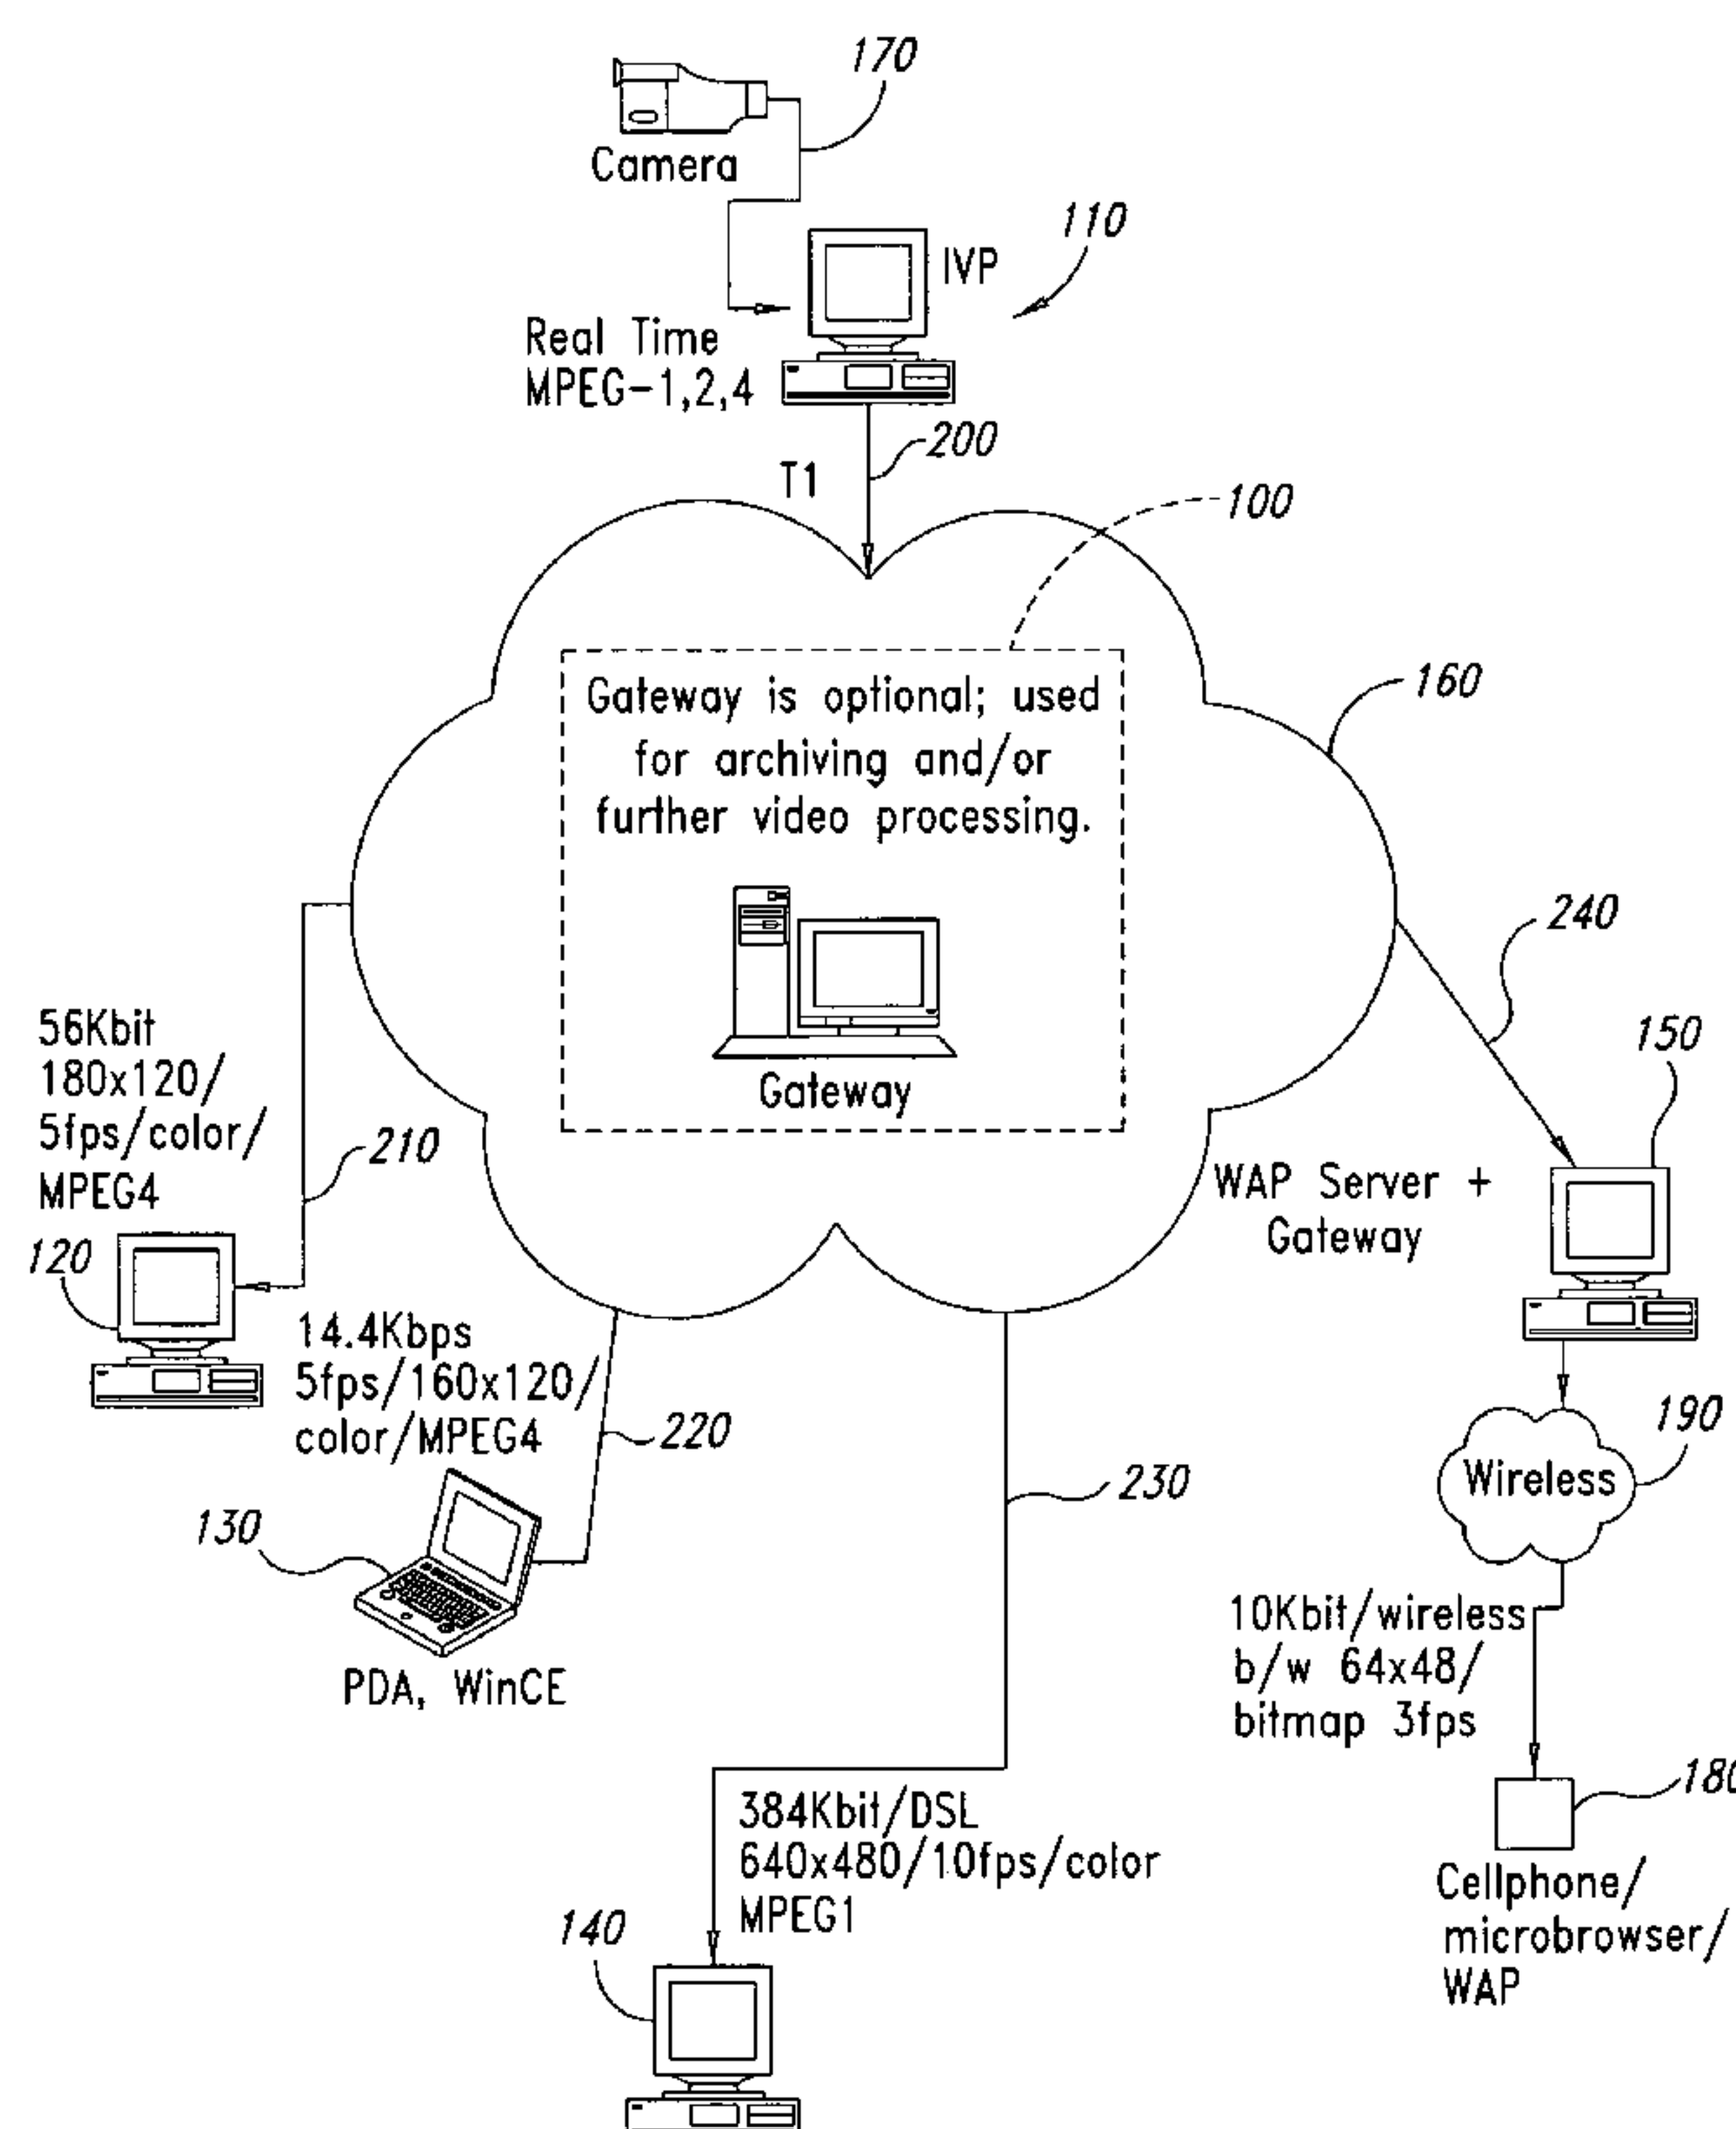 170
Camera
110
IVP
Real Time
MPEG-1,2,4
200
T1
100
Gateway is optional; used
for archiving and/or
further video processing.
Gateway
160
240
150
WAP Server +
Gateway
56Kbit
180x120/
5fps/color/
MPEG4
210
120
14.4Kbps
5fps/160x120/
color/MPEG4
220
130
PDA, WinCE
230
190
Wireless
10Kbit/wireless
b/w 64x48/
bitmap 3fps
180
Cellphone/
microbrowser/
WAP
384Kbit/DSL
640x480/10fps/color
MPEG1
140